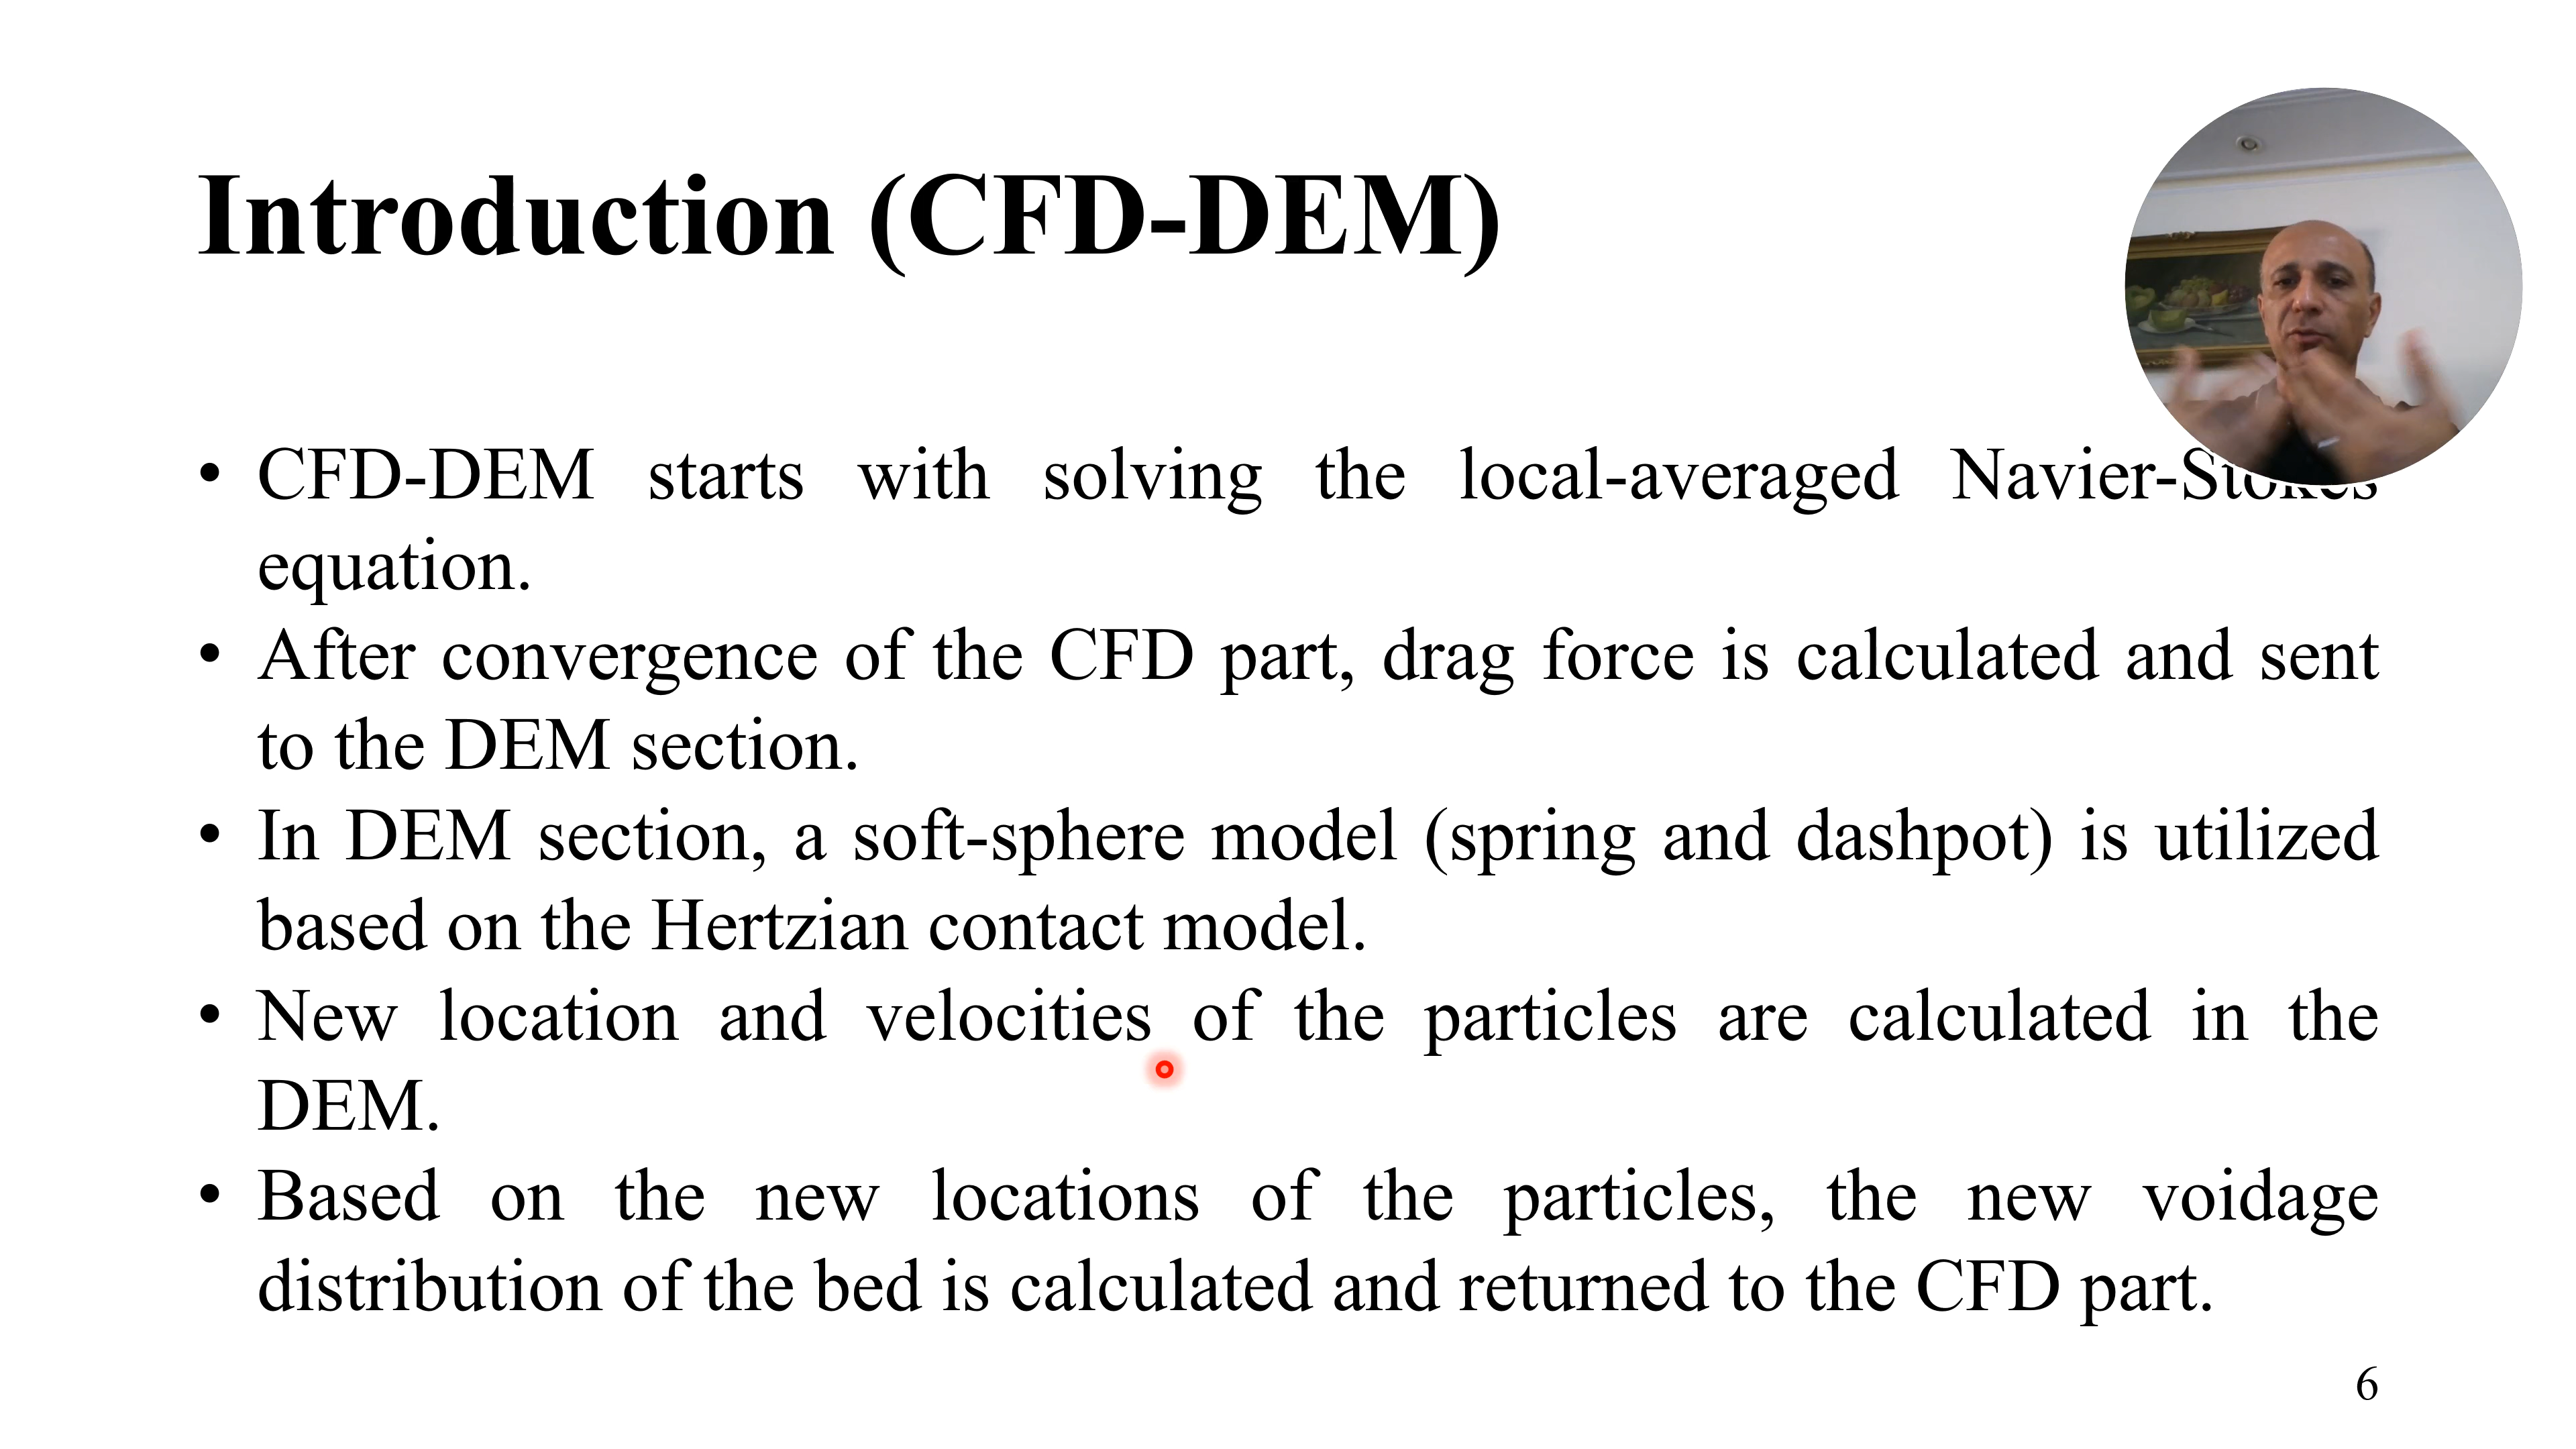 Introduction (CFD-DEM)
• CFD-DEM starts with solving the local-averaged Navier-Stokes
equation.
• After convergence of the CFD part, drag force is calculated and sent
to the DEM section.
• In DEM section, a soft-sphere model (spring and dashpot) is utilized
based on the Hertzian contact model.
• New location and velocities of the particles are calculated in the
DEM.
• Based on the new locations of the particles, the new voidage
distribution of the bed is calculated and returned to the CFD part.
6